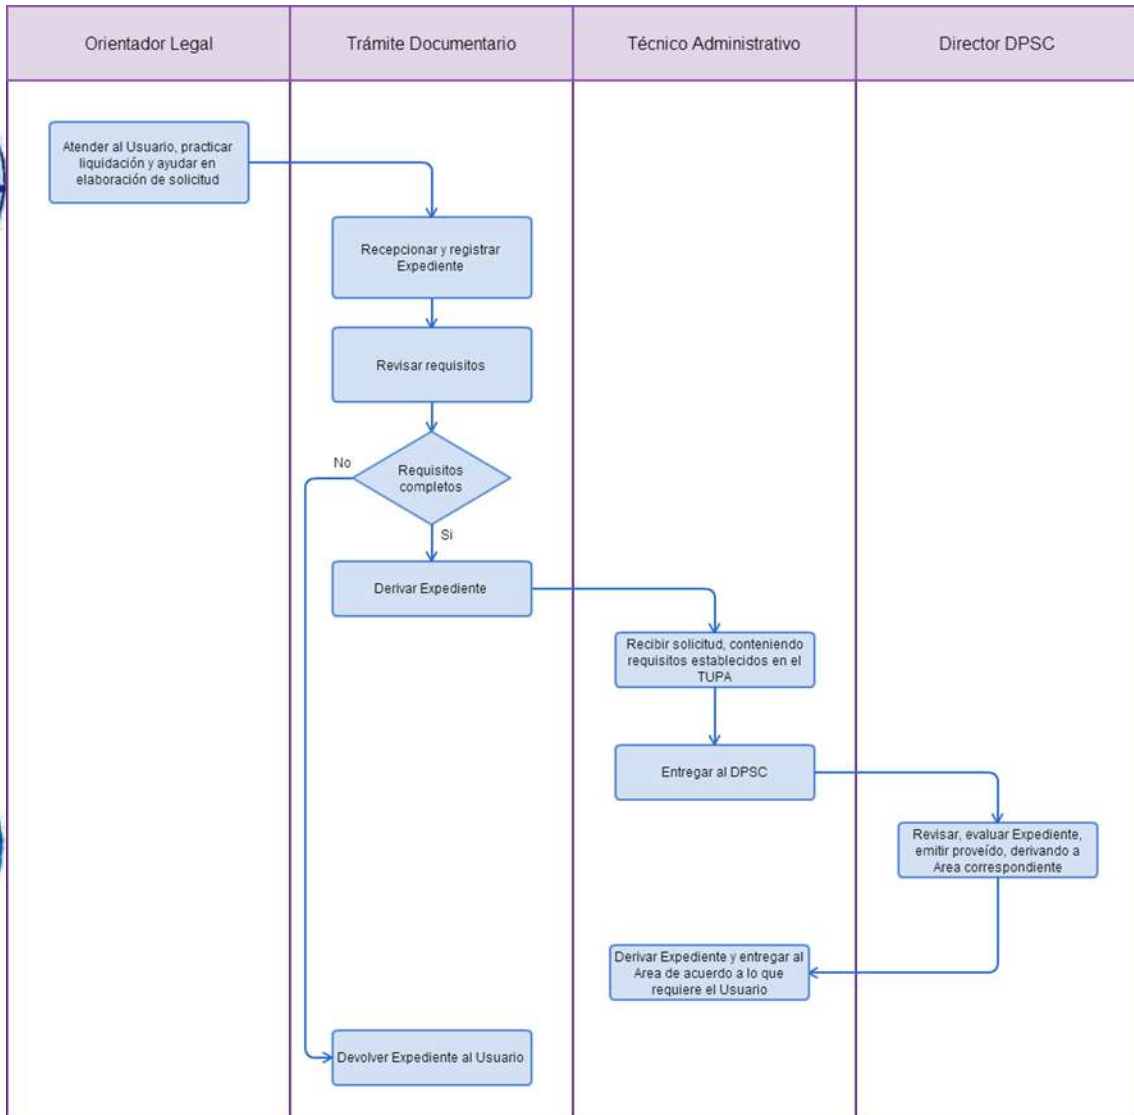 Orientador Legal
Trámite Documentario
Técnico Administrativo
Director DPSC
Atender al Usuario, practicar
liquidación y ayudar en
elaboración de solicitud
Recepcionar y registrar
Expediente
Revisar requisitos
No
Requisitos
completos
Si
Derivar Expediente
Recibir solicitud, conteniendo
requisitos establecidos en el
TUPA
Entregar al DPSC
Revisar, evaluar Expediente,
emitir proveído, derivando a
Area correspondiente
Derivar Expediente y entregar al
Area de acuerdo a lo que
requiere el Usuario
Devolver Expediente al Usuario